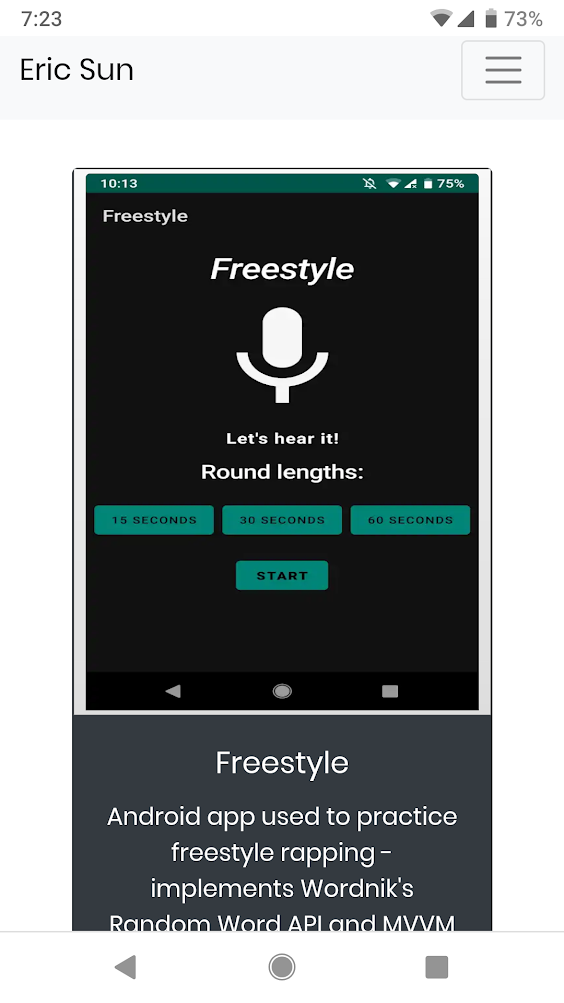 7:23 73%
Eric Sun
10:13 75%
Freestyle
Freestyle
Let's hear it!
Round lengths:
15 SECONDS 30 SECONDS 60 SECONDS
START
Freestyle
Android app used to practice
freestyle rapping -
implements Wordnik's
Random Word API and MVVM